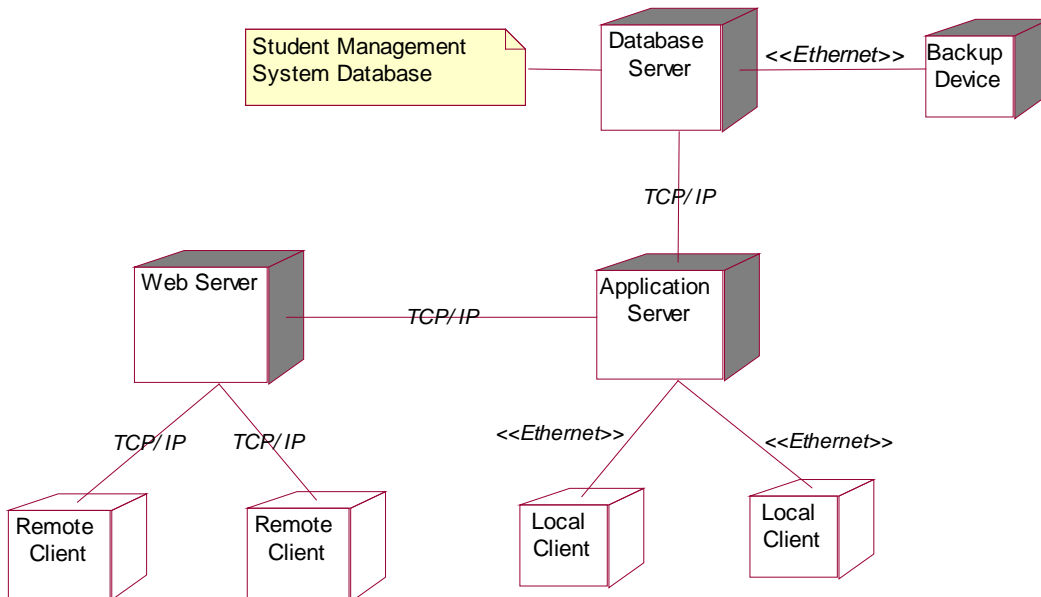 Student Management
System Database
Database
Server
<<Ethernet>>
Backup
Device
TCP/IP
Web Server
TCP/IP
Application
Server
TCP/IP
TCP/IP
<<Ethernet>>
<<Ethernet>>
Remote
Client
Remote
Client
Local
Client
Local
Client